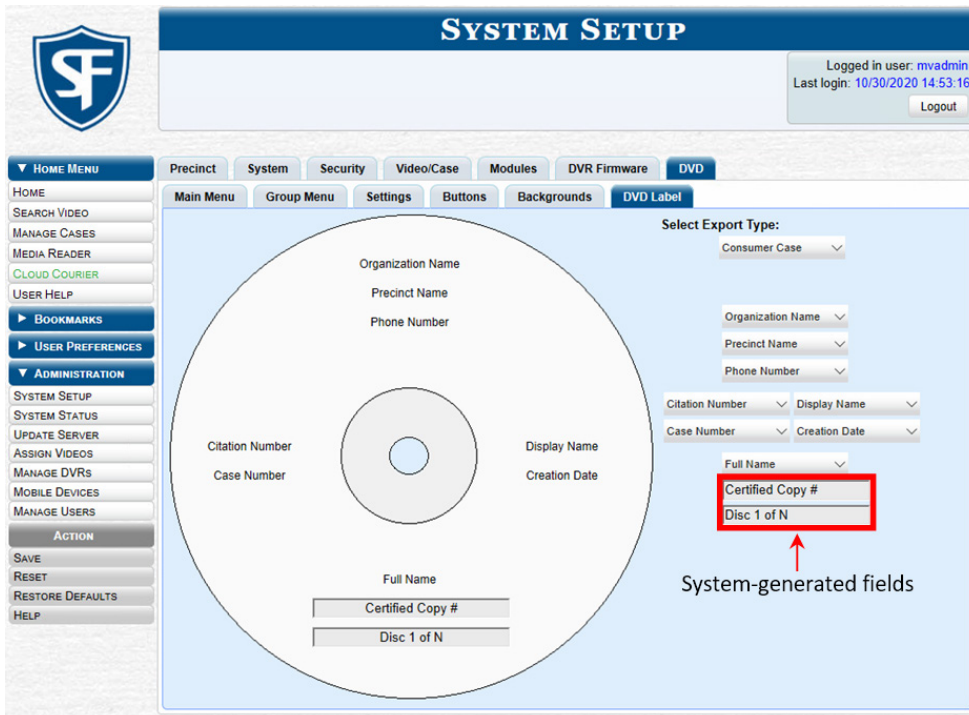 SYSTEM SETUP
SF
Logged in user: mvadmin
Last login: 10/30/2020 14:53:16
Logout
▼ HOME MENU
HOME
SEARCH VIDEO
MANAGE CASES
MEDIA READER
CLOUD COURIER
USER HELP
► BOOKMARKS
► USER PREFERENCES
▼ ADMINISTRATION
SYSTEM SETUP
SYSTEM STATUS
UPDATE SERVER
ASSIGN VIDEOS
MANAGE DVRS
MOBILE DEVICES
MANAGE USERS
ACTION
SAVE
RESET
RESTORE DEFAULTS
HELP
Precinct System Security Video/Case Modules DVR Firmware DVD
Main Menu Group Menu Settings Buttons Backgrounds DVD Label
Organization Name
Precinct Name
Phone Number
Citation Number Display Name
Case Number Creation Date
Full Name
Certified Copy #
Disc 1 of N
Select Export Type:
Consumer Case
Organization Name
Precinct Name
Phone Number
Citation Number Display Name
Case Number Creation Date
Full Name
Certified Copy #
Disc 1 of N
System-generated fields